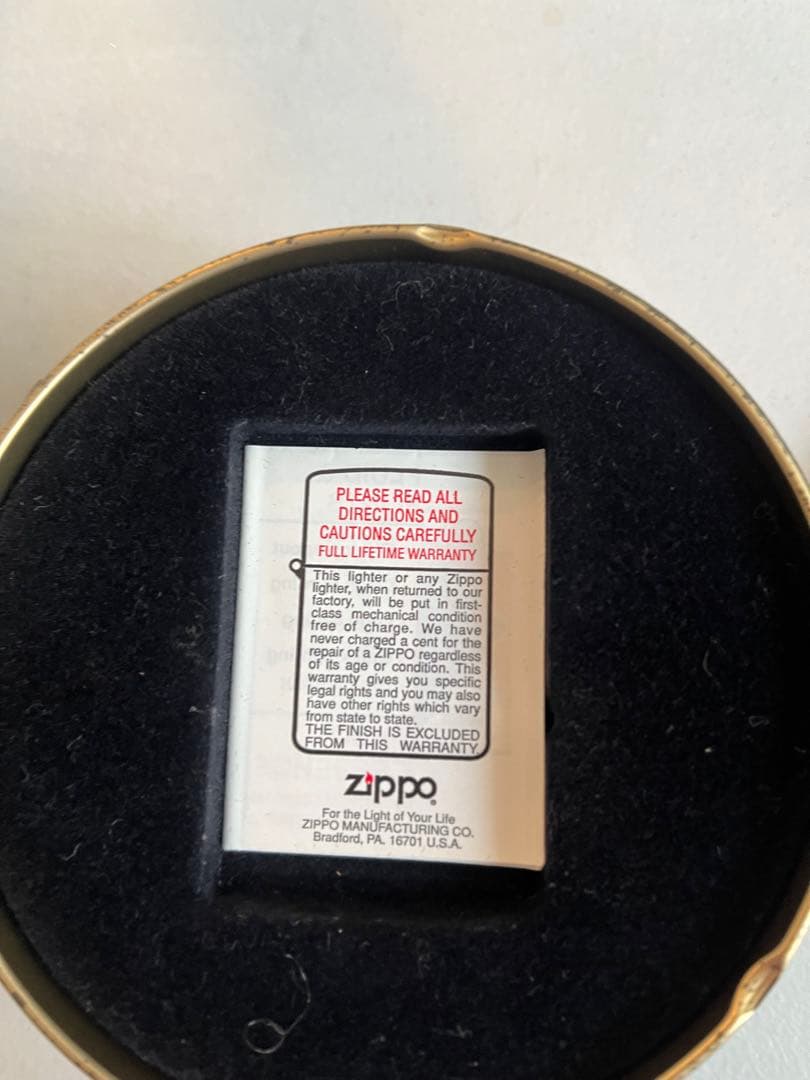 PLEASE READ ALL
DIRECTIONS AND
CAUTIONS CAREFULLY
FULL LIFETIME WARRANTY
This lighter or any Zippo
lighter, when returned to our
factory, will be put in first-
class mechanical condition
free of charge. We have
never charged a cent for the
repair of a ZIPPO regardless
of its age or condition. This
warranty gives you specific
legal rights and you may also
have other rights which vary
from state to state.
THE FINISH IS EXCLUDED
FROM THIS WARRANTY
zippo®
For the Light of Your Life
ZIPPO MANUFACTURING CO.
Bradford, PA. 16701 U.S.A.